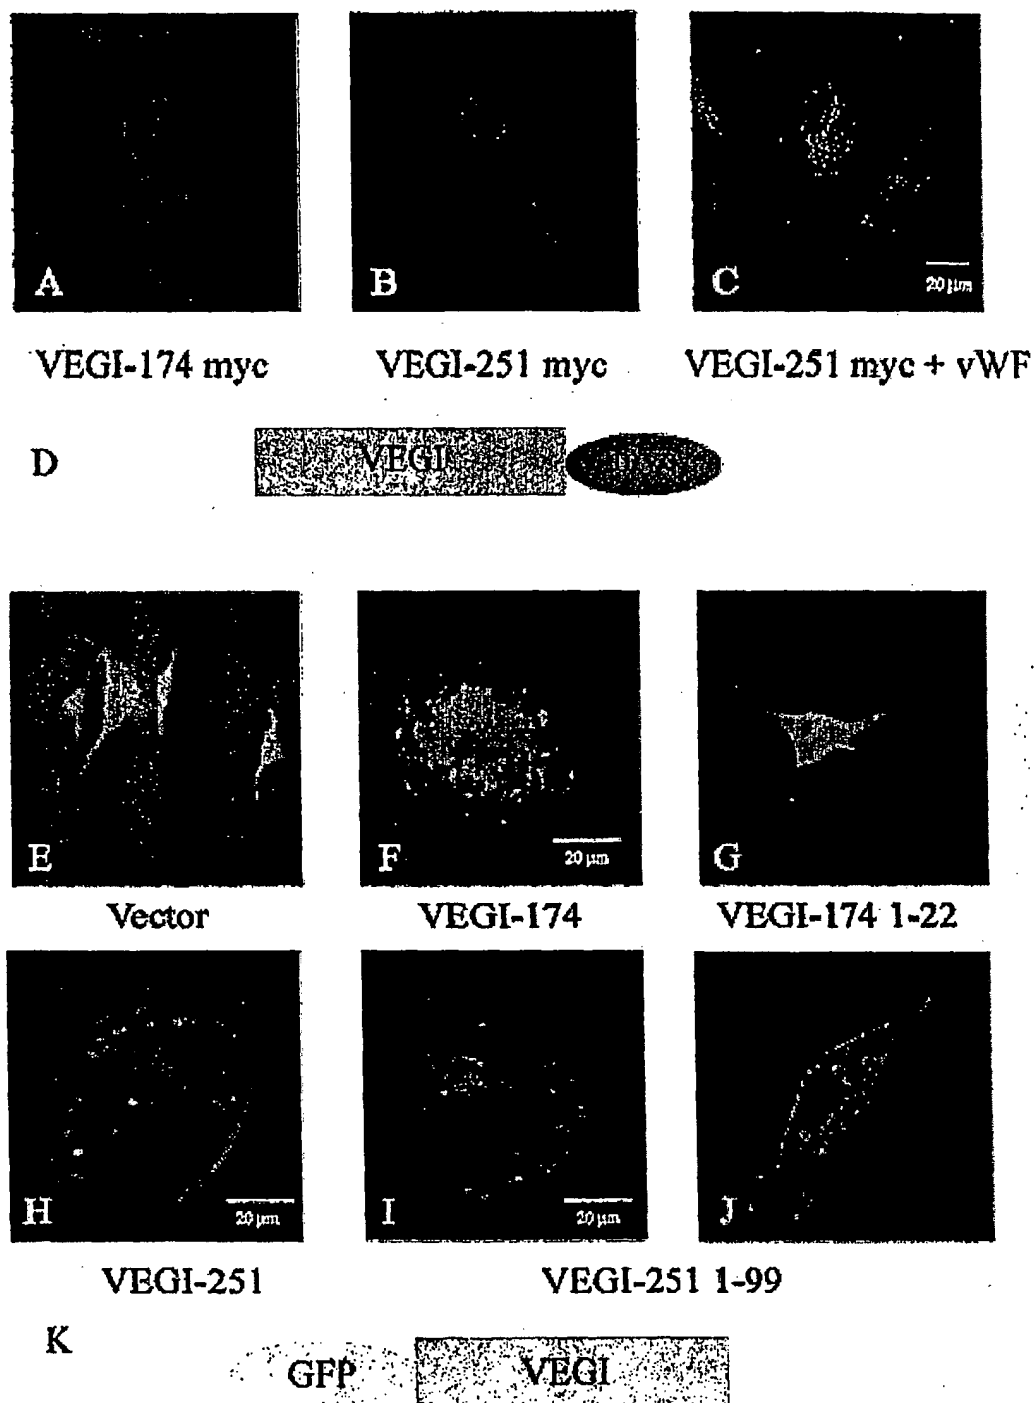 A
B
C
20 µm
VEGI-174 myc
VEGI-251 myc
VEGI-251 myc + vWF
D
VEGI
E
F
20 µm
G
Vector
VEGI-174
VEGI-174 1-22
H
20 µm
I
20 µm
J
VEGI-251
VEGI-251 1-99
K
GFP
VEGI